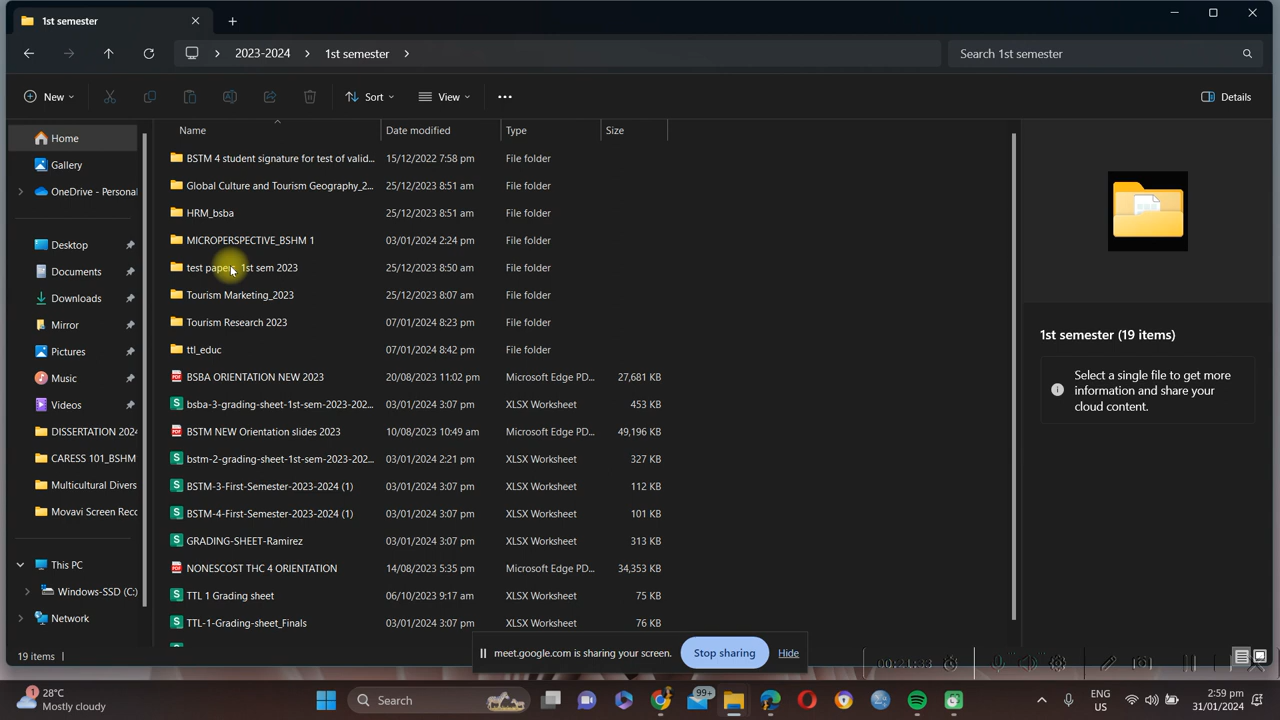 1st semester
2023-2024
1st semester
Search 1st semester
New
Sort
View
Details
Home
Gallery
OneDrive - Persona
Desktop
Documents
Downloads
Mirror
Pictures
Music
Videos
DISSERTATION 2024
CARESS 101_BSHM
Multicultural Divers
Movavi Screen Reco
This PC
Windows-SSD (C:)
Network
Name Date modified Type Size
BSTM 4 student signature for test of valid... 15/12/2022 7:58 pm File folder
Global Culture and Tourism Geography_2... 25/12/2023 8:51 am File folder
HRM_bsba 25/12/2023 8:51 am File folder
MICROPERSPECTIVE_BSHM 1 03/01/2024 2:24 pm File folder
test papers 1st sem 2023 25/12/2023 8:50 am File folder
Tourism Marketing_2023 25/12/2023 8:07 am File folder
Tourism Research 2023 07/01/2024 8:23 pm File folder
ttl_educ 07/01/2024 8:42 pm File folder
BSBA ORIENTATION NEW 2023 20/08/2023 11:02 pm Microsoft Edge PD... 27,681 KB
bsba-3-grading-sheet-1st-sem-2023-202... 03/01/2024 3:07 pm XLSX Worksheet 453 KB
BSTM NEW Orientation slides 2023 10/08/2023 10:49 am Microsoft Edge PD... 49,196 KB
bstm-2-grading-sheet-1st-sem-2023-202... 03/01/2024 2:21 pm XLSX Worksheet 327 KB
BSTM-3-First-Semester-2023-2024 (1) 03/01/2024 3:07 pm XLSX Worksheet 112 KB
BSTM-4-First-Semester-2023-2024 (1) 03/01/2024 3:07 pm XLSX Worksheet 101 KB
GRADING-SHEET-Ramirez 03/01/2024 3:07 pm XLSX Worksheet 313 KB
NONESCOST THC 4 ORIENTATION 14/08/2023 5:35 pm Microsoft Edge PD... 34,353 KB
TTL 1 Grading sheet 06/10/2023 9:17 am XLSX Worksheet 75 KB
TTL-1-Grading-sheet_Finals 03/01/2024 3:07 pm XLSX Worksheet 76 KB
1st semester (19 items)
Select a single file to get more
information and share your
cloud content.
meet.google.com is sharing your screen.
Stop sharing
Hide
19 items
28°C
Mostly cloudy
1
Search
99+
ENG
US
2:59 pm
31/01/2024